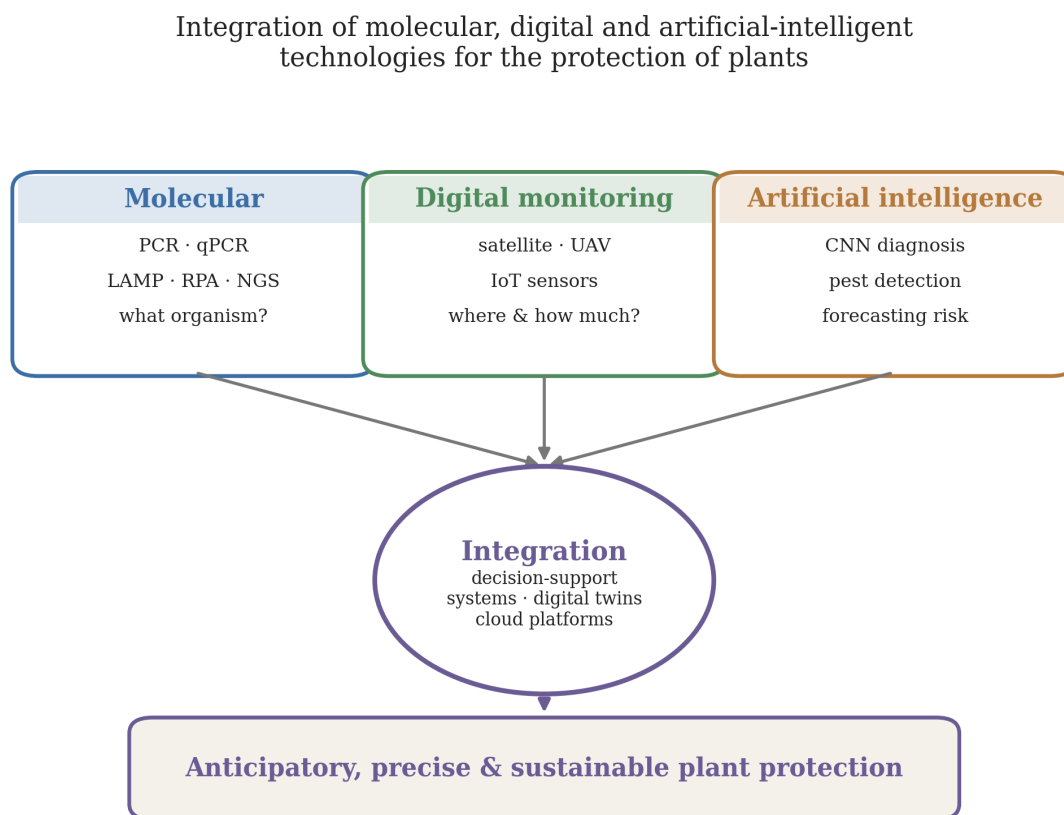 Integration of molecular, digital and artificial-intelligent
technologies for the protection of plants
Molecular
PCR · qPCR
LAMP · RPA · NGS
what organism?
Digital monitoring
satellite · UAV
IoT sensors
where & how much?
Artificial intelligence
CNN diagnosis
pest detection
forecasting risk
Integration
decision-support
systems · digital twins
cloud platforms
Anticipatory, precise & sustainable plant protection